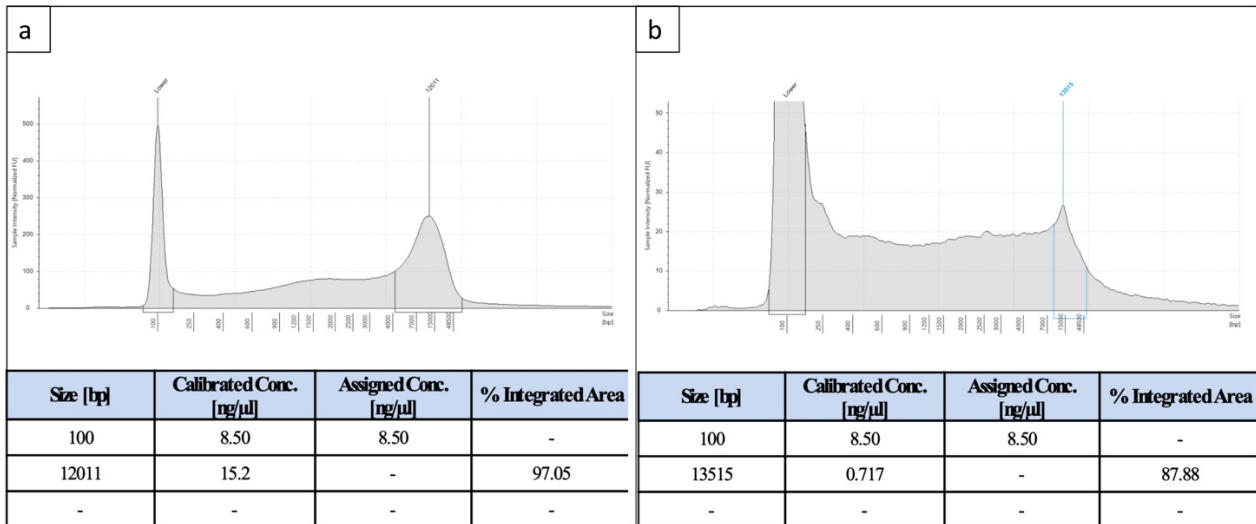 a
Lower
12011
Sample Intensity [Normalized FU]
500
400
300
200
100
0
100
250
400
600
900
1200
1500
2000
2500
3000
4000
7000
15000
48500
Size
[bp]
Size [bp] Calibrated Conc. [ng/μl] Assigned Conc. [ng/μl] % Integrated Area
100 8.50 8.50 -
12011 15.2 - 97.05
- - - -
b
Lower
13515
Sample Intensity [Normalized FU]
50
40
30
20
10
0
100
250
400
600
900
1200
1500
2000
2500
3000
4000
7000
15000
48500
Size
[bp]
Size [bp] Calibrated Conc. [ng/μl] Assigned Conc. [ng/μl] % Integrated Area
100 8.50 8.50 -
13515 0.717 - 87.88
- - - -